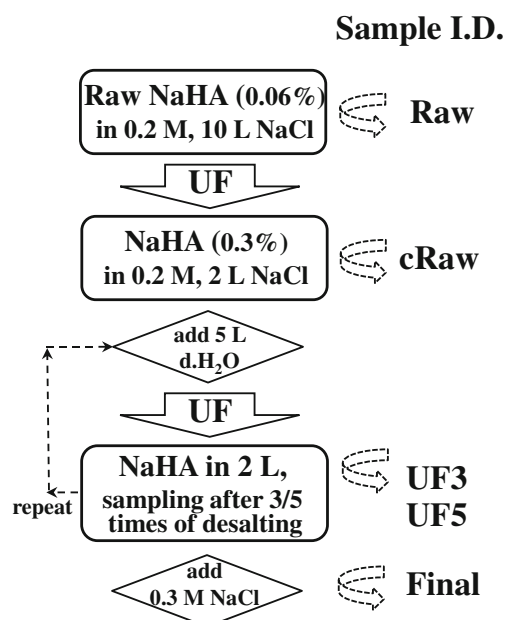 Sample I.D.
Raw NaHA (0.06%)
in 0.2 M, 10 L NaCl
Raw
UF
NaHA (0.3%)
in 0.2 M, 2 L NaCl
cRaw
add 5 L
d.H₂O
UF
NaHA in 2 L,
sampling after 3/5
times of desalting
repeat
UF3
UF5
add
0.3 M NaCl
Final